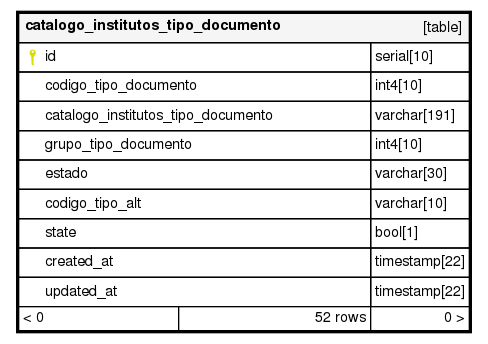 catalogo_institutos_tipo_documento [table]
id serial[10]
codigo_tipo_documento int4[10]
catalogo_institutos_tipo_documento varchar[191]
grupo_tipo_documento int4[10]
estado varchar[30]
codigo_tipo_alt varchar[10]
state bool[1]
created_at timestamp[22]
updated_at timestamp[22]
< 0 52 rows 0 >